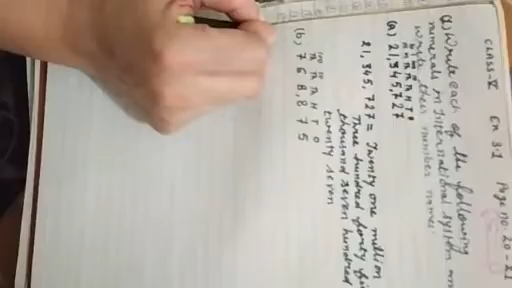 CLASS-V Ex 3.1 Page no. 20-21
Q1) Write each of the following
numerals in International system and
write their number names.
(a) 21,345,727
21,345,727 = Twenty one million
Three hundred forty five
thousand seven hundred
twenty seven
H T O
(b) 7 6 8,8 7 5